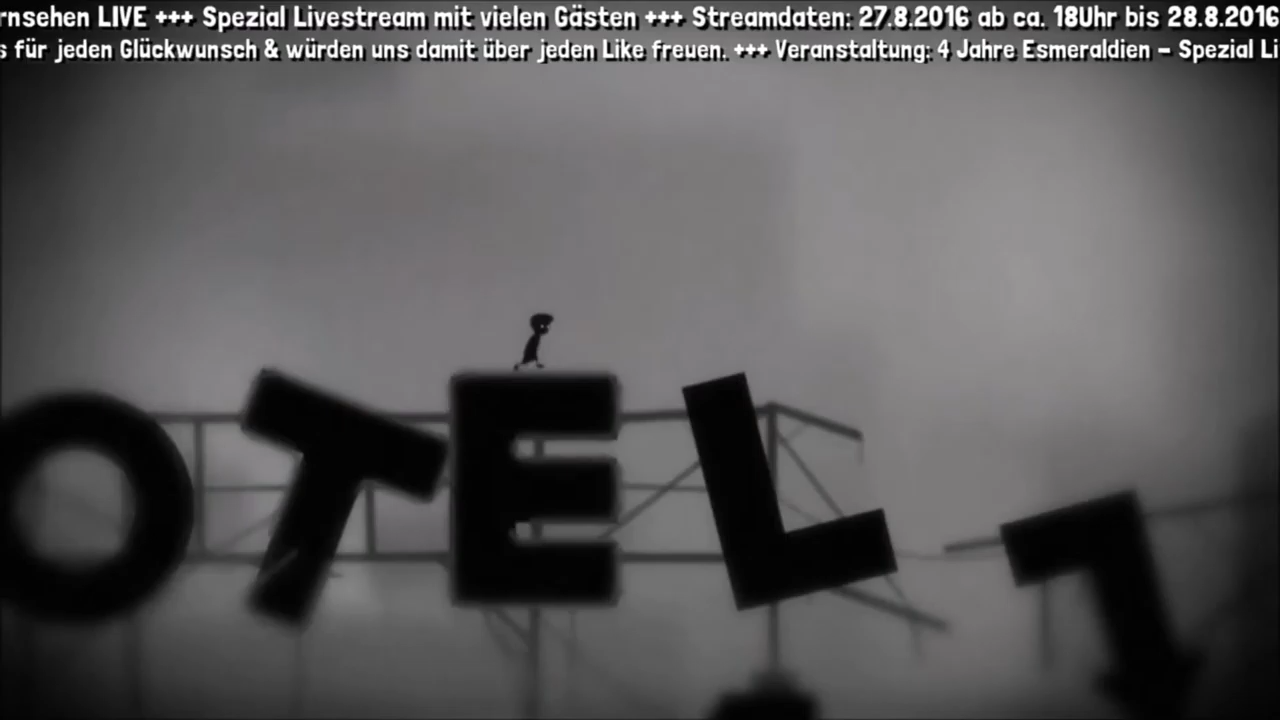 rnsehen LIVE +++ Spezial Livestream mit vielen Gästen +++ Streamdaten: 27.8.2016 ab ca. 18Uhr bis 28.8.2016
s für jeden Glückwunsch & würden uns damit über jeden Like freuen. +++ Veranstaltung: 4 Jahre Esmeraldien - Spezial Li
OTEL